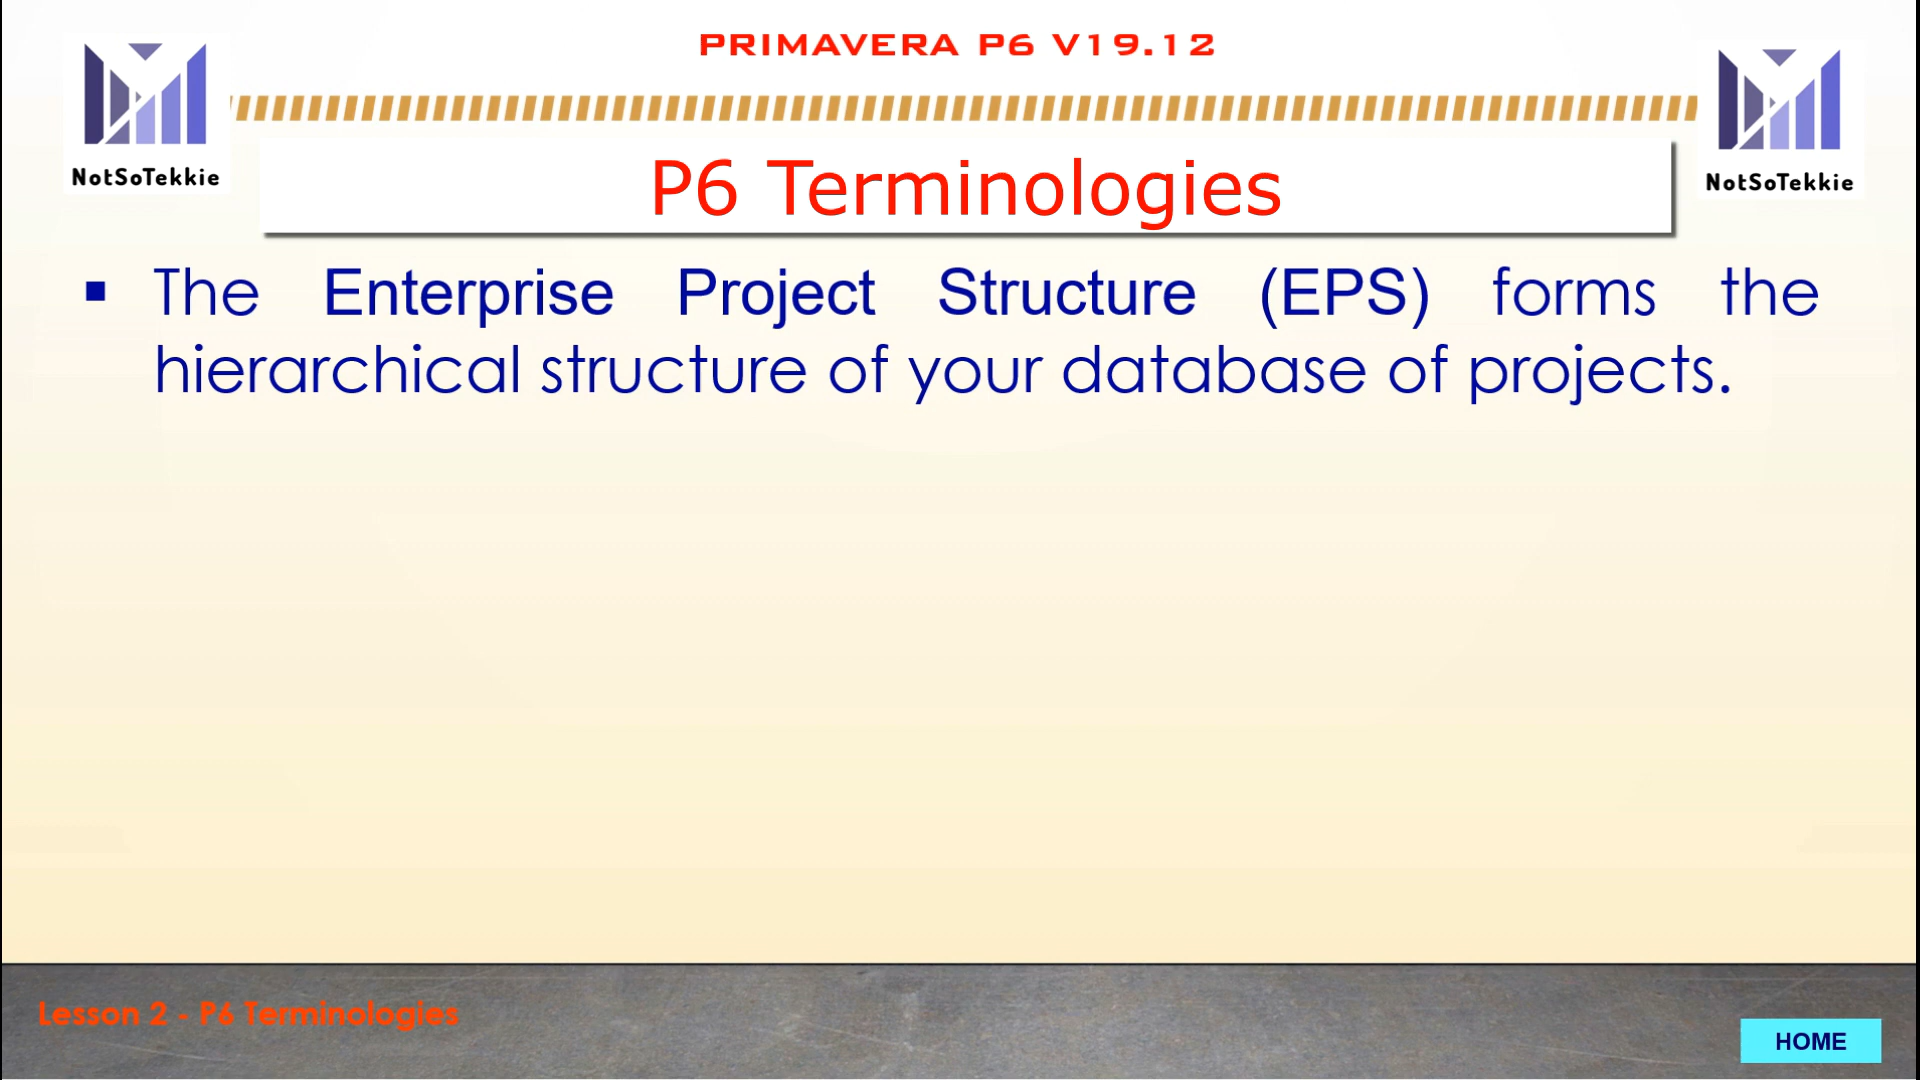 PRIMAVERA P6 V19.12
NotSoTekkie
NotSoTekkie
P6 Terminologies
▪ The Enterprise Project Structure (EPS) forms the
hierarchical structure of your database of projects.
Lesson 2 - P6 Terminologies
HOME